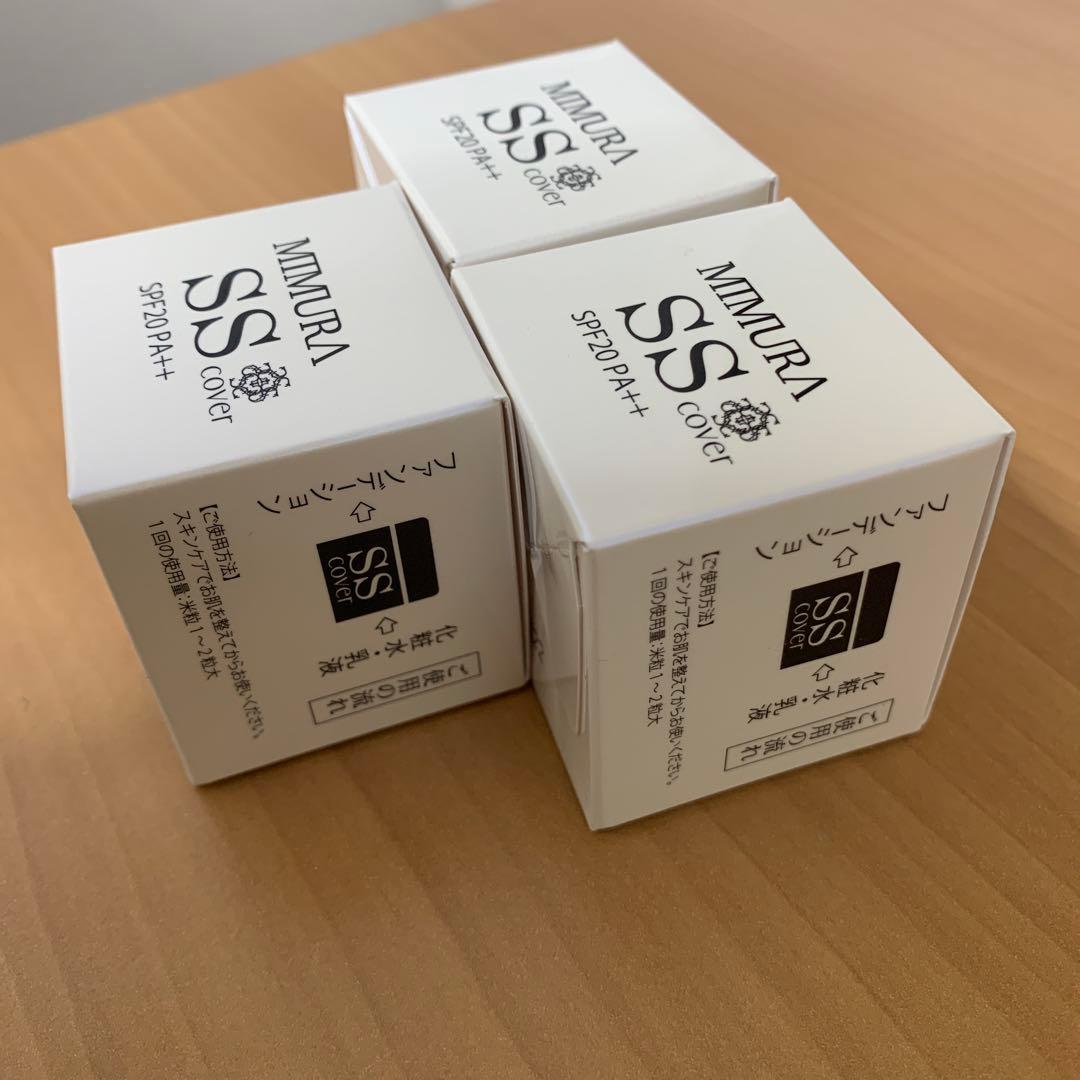 MIMURA
SS
cover
SPF20 PA++
MIMURA
SS
cover
SPF20 PA++
ご使用の流れ
化粧水・乳液
SS
cover
ファンデーション
【ご使用方法】
スキンケアでお肌を整えてからお使いください。
1回の使用量:米粒1~2粒大
MIMURA
SS
cover
SPF20 PA++
ご使用の流れ
化粧水・乳液
SS
cover
ファンデーション
【ご使用方法】
スキンケアでお肌を整えてからお使いください。
1回の使用量:米粒1~2粒大